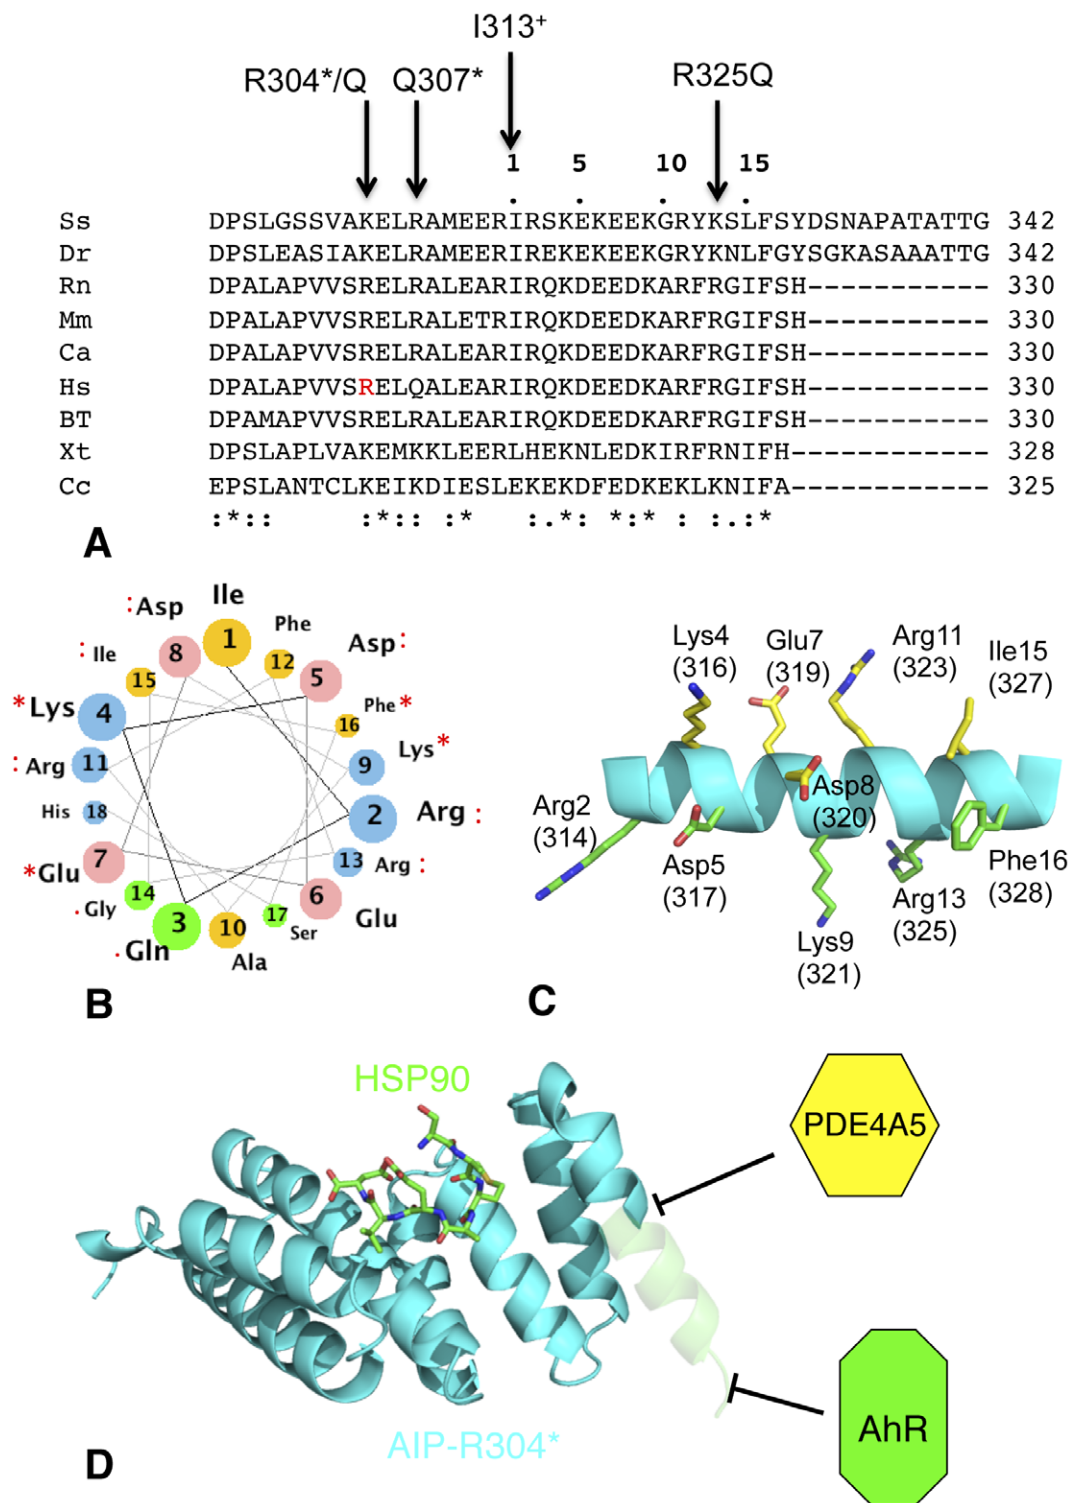 I313+
R304*/Q Q307* R325Q
1 5 10 15
. . . .
Ss DPSLGSSVAKELRAMEERIRSKEKEEKGRYKSLFSYDSNAPATATTG 342
Dr DPSLEASIAKELRAMEERIRSKEKEEKGRYKNLFGYSGKASAAATTG 342
Rn DPALAPVVSRELRALEARIRQKDEEDKARFRGIFSH----------- 330
Mm DPALAPVVSRELRALETRIRQKDEEDKARFRGIFSH----------- 330
Ca DPALAPVVSRELRALEARIRQKDEEDKARFRGIFSH----------- 330
Hs DPALAPVVSRELQALEARIRQKDEEDKARFRGIFSH----------- 330
BT DPAMAPVVSRELRALEARIRQKDEEDKARFRGIFSH----------- 330
Xt DPSLAPLVAKEMKKLEERLHEKNLEDKIRFRNIFH------------ 328
Cc EPSLANTCLKEIKDIESLEKEKDFEDKEKLKNIFA------------ 325
:*:: :*:: :* :.*: *:* : :.:*
A
Ile
:Asp Phe
Asp:
: Ile 8 1 12 5
15
*Lys 4 16 Phe*
: Arg 11 9 Lys*
His 18 2 Arg :
*Glu 7 13 Arg :
. Gly 14 3 10 17 6 Glu
. Gln Ala Ser
B
Lys4
(316)
Glu7
(319)
Arg11
(323)
Ile15
(327)
Arg2
(314)
Asp5
(317)
Asp8
(320)
Lys9
(321)
Arg13
(325)
Phe16
(328)
C
HSP90
PDE4A5
AhR
AIP-R304*
D